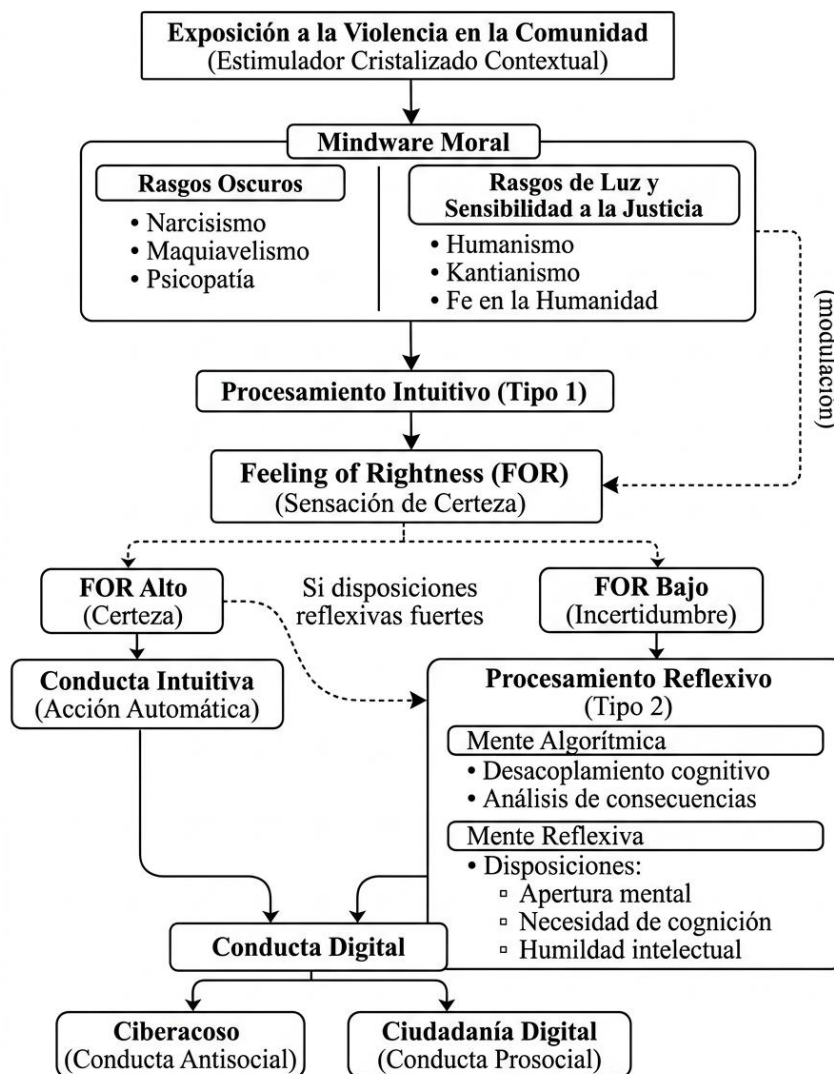 Exposición a la Violencia en la Comunidad
(Estimulador Cristalizado Contextual)
Mindware Moral
Rasgos Oscuros
• Narcisismo
• Maquiavelismo
• Psicopatía
Rasgos de Luz y
Sensibilidad a la Justicia
• Humanismo
• Kantianismo
• Fe en la Humanidad
(modulación)
Procesamiento Intuitivo (Tipo 1)
Feeling of Rightness (FOR)
(Sensación de Certeza)
FOR Alto
(Certeza)
Si disposiciones
reflexivas fuertes
FOR Bajo
(Incertidumbre)
Conducta Intuitiva
(Acción Automática)
Procesamiento Reflexivo
(Tipo 2)
Mente Algorítmica
• Desacoplamiento cognitivo
• Análisis de consecuencias
Mente Reflexiva
• Disposiciones:
▫ Apertura mental
▫ Necesidad de cognición
▫ Humildad intelectual
Conducta Digital
Ciberacoso
(Conducta Antisocial)
Ciudadanía Digital
(Conducta Prosocial)